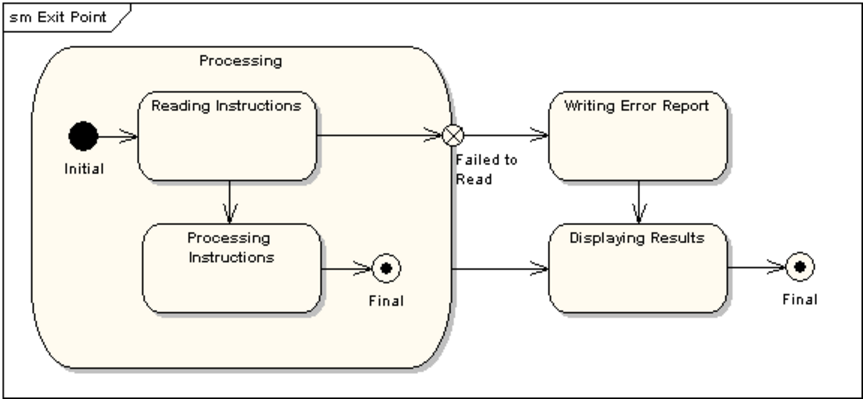 sm Exit Point
Processing
Reading Instructions
Writing Error Report
Initial
Failed to
Read
Processing
Instructions
Displaying Results
Final
Final